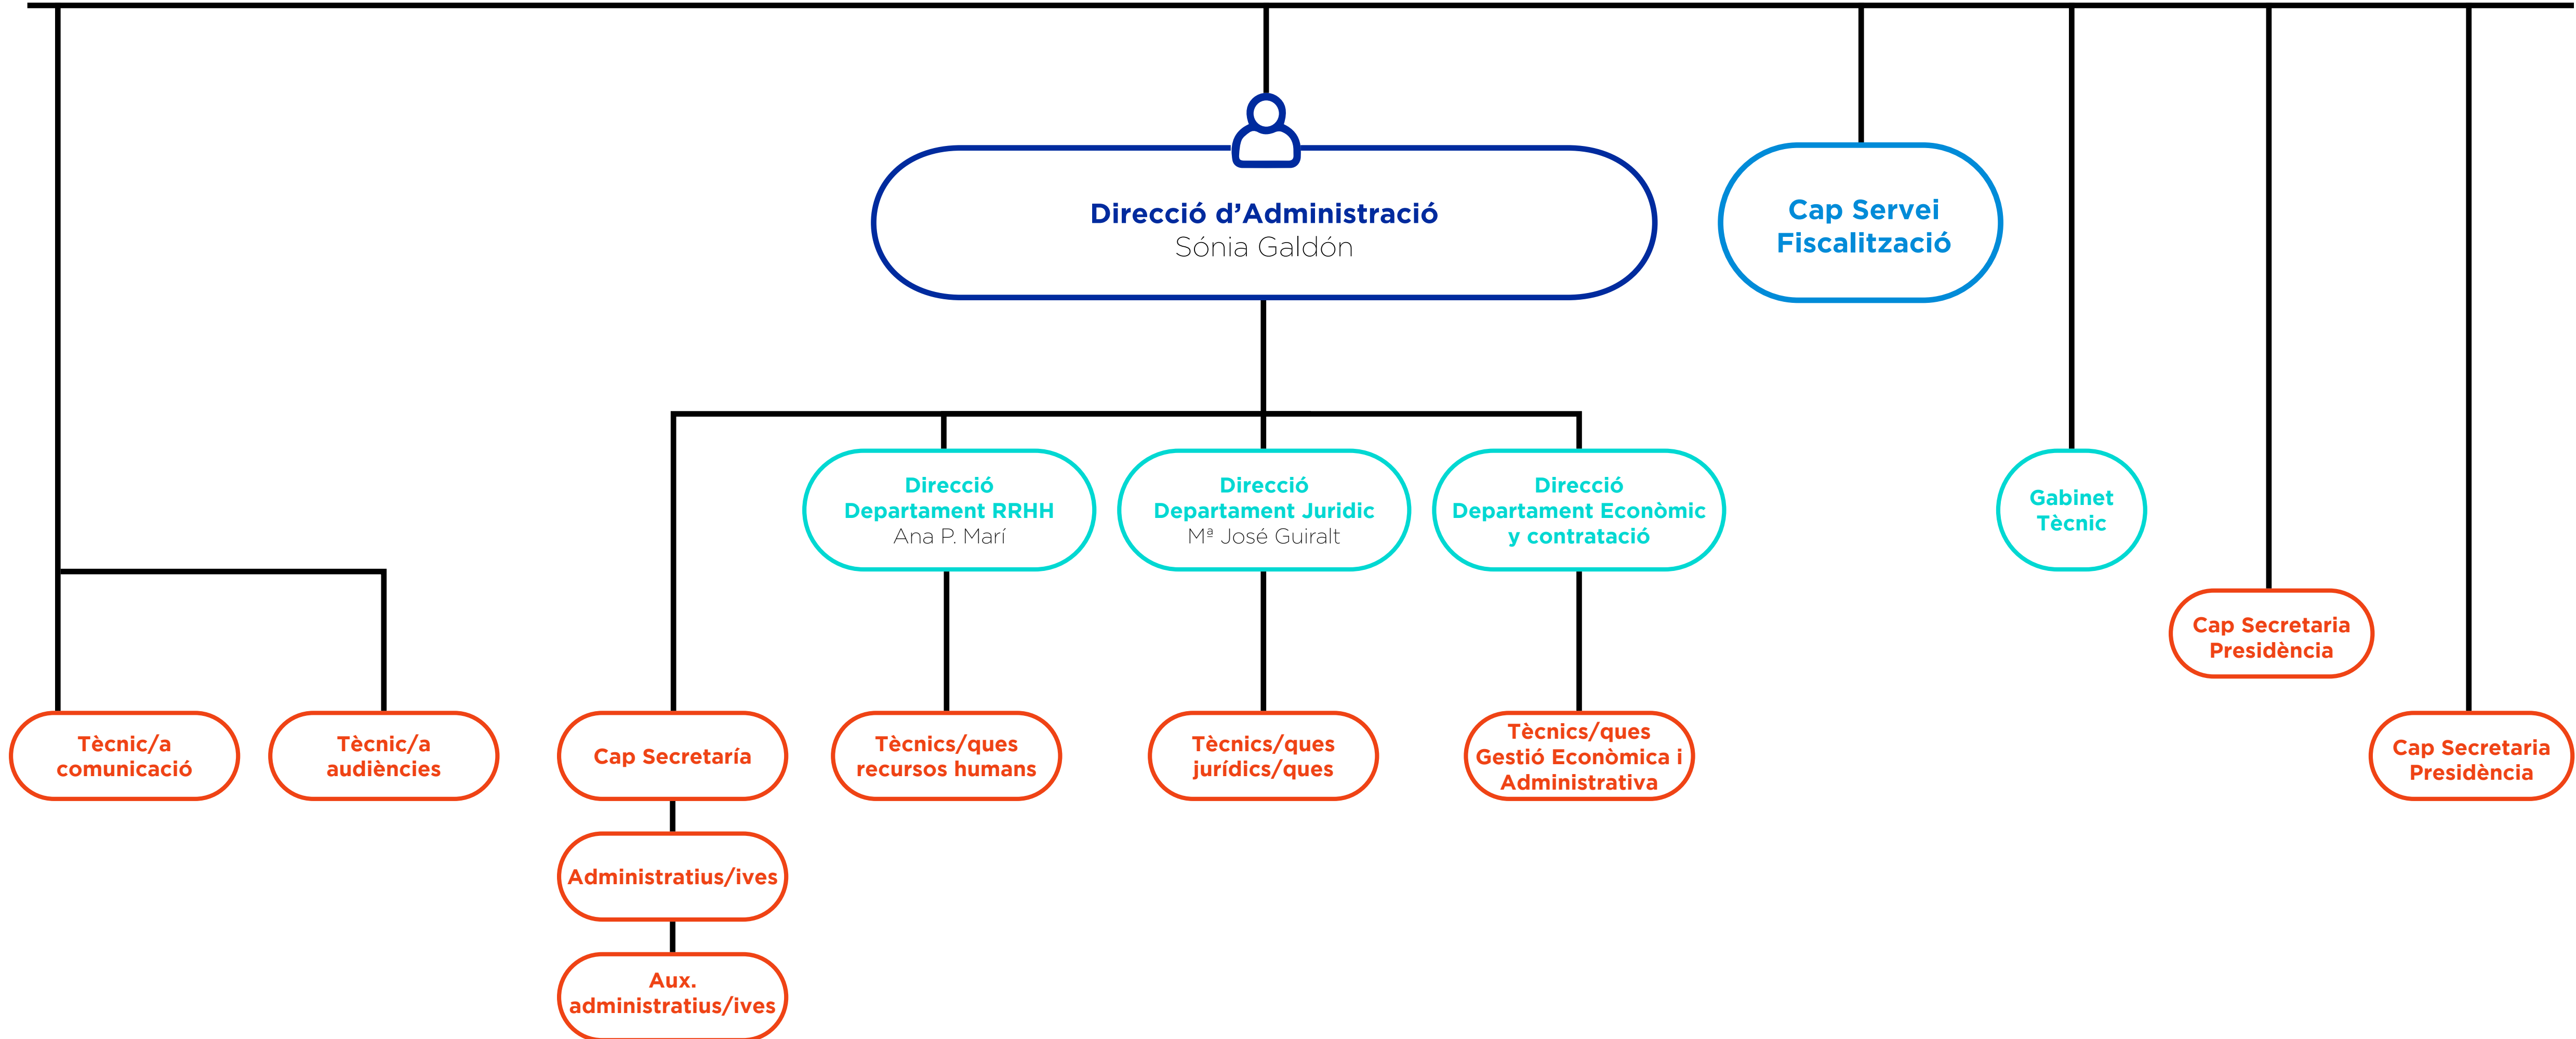 Direcció d’Administració
Sónia Galdón
Cap Servei
Fiscalització
Direcció
Departament RRHH
Ana P. Marí
Direcció
Departament Juridic
Mª José Guiralt
Direcció
Departament Econòmic
y contratació
Gabinet
Tècnic
Cap Secretaria
Presidència
Tècnic/a
comunicació
Tècnic/a
audiències
Cap Secretaría
Tècnics/ques
recursos humans
Tècnics/ques
jurídics/ques
Tècnics/ques
Gestió Econòmica i
Administrativa
Cap Secretaria
Presidència
Administratius/ives
Aux.
administratius/ives